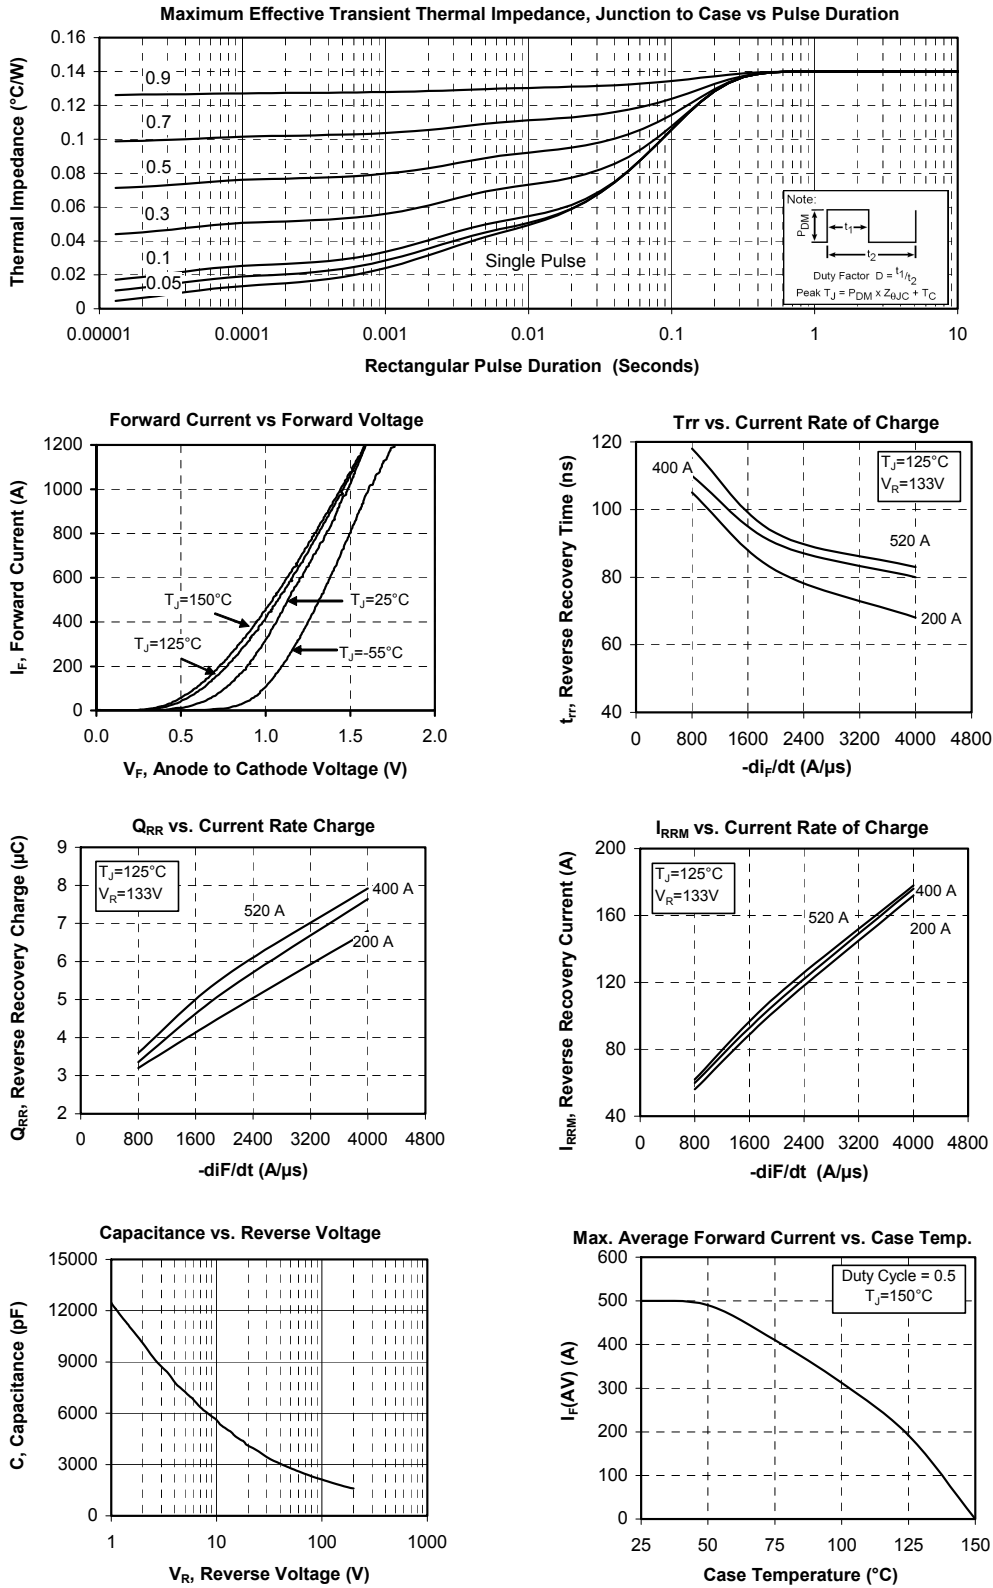 Maximum Effective Transient Thermal Impedance, Junction to Case vs Pulse Duration
Thermal Impedance (°C/W)
0.16
0.14
0.12
0.1
0.08
0.06
0.04
0.02
0
0.9
0.7
0.5
0.3
0.1
0.05
Single Pulse
Note:
PDM
t1
t2
Duty Factor D = t1/t2
Peak TJ = PDM x ZθJC + TC
0.00001 0.0001 0.001 0.01 0.1 1 10
Rectangular Pulse Duration (Seconds)
Forward Current vs Forward Voltage
IF, Forward Current (A)
1200
1000
800
600
400
200
0
TJ=150°C
TJ=125°C
TJ=25°C
TJ=-55°C
0.0 0.5 1.0 1.5 2.0
VF, Anode to Cathode Voltage (V)
Trr vs. Current Rate of Charge
trr, Reverse Recovery Time (ns)
120
100
80
60
40
TJ=125°C
VR=133V
400 A
520 A
200 A
0 800 1600 2400 3200 4000 4800
-diF/dt (A/µs)
QRR vs. Current Rate Charge
QRR, Reverse Recovery Charge (µC)
9
8
7
6
5
4
3
2
TJ=125°C
VR=133V
520 A
400 A
200 A
0 800 1600 2400 3200 4000 4800
-diF/dt (A/µs)
IRRM vs. Current Rate of Charge
IRRM, Reverse Recovery Current (A)
200
160
120
80
40
TJ=125°C
VR=133V
520 A
400 A
200 A
0 800 1600 2400 3200 4000 4800
-diF/dt (A/µs)
Capacitance vs. Reverse Voltage
C, Capacitance (pF)
15000
12000
9000
6000
3000
0
1 10 100 1000
VR, Reverse Voltage (V)
Max. Average Forward Current vs. Case Temp.
IF(AV) (A)
600
500
400
300
200
100
0
Duty Cycle = 0.5
TJ=150°C
25 50 75 100 125 150
Case Temperature (°C)